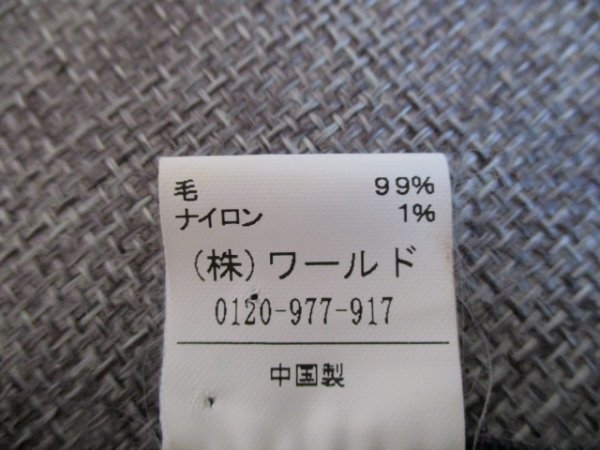 毛 99%
ナイロン 1%
(株)ワールド
0120-977-917
中国製